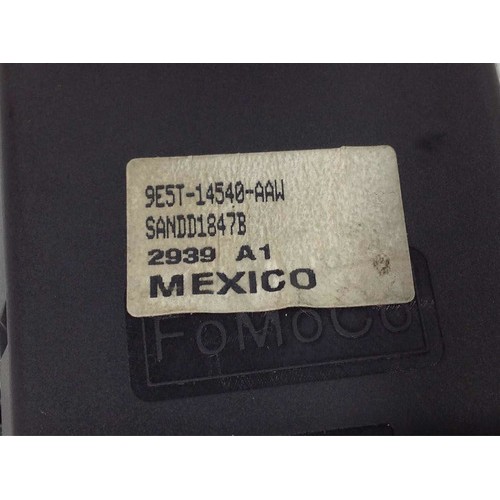 9E5T-14540-AAW
SANDD1847B
2939 A1
MEXICO
FoMoCo